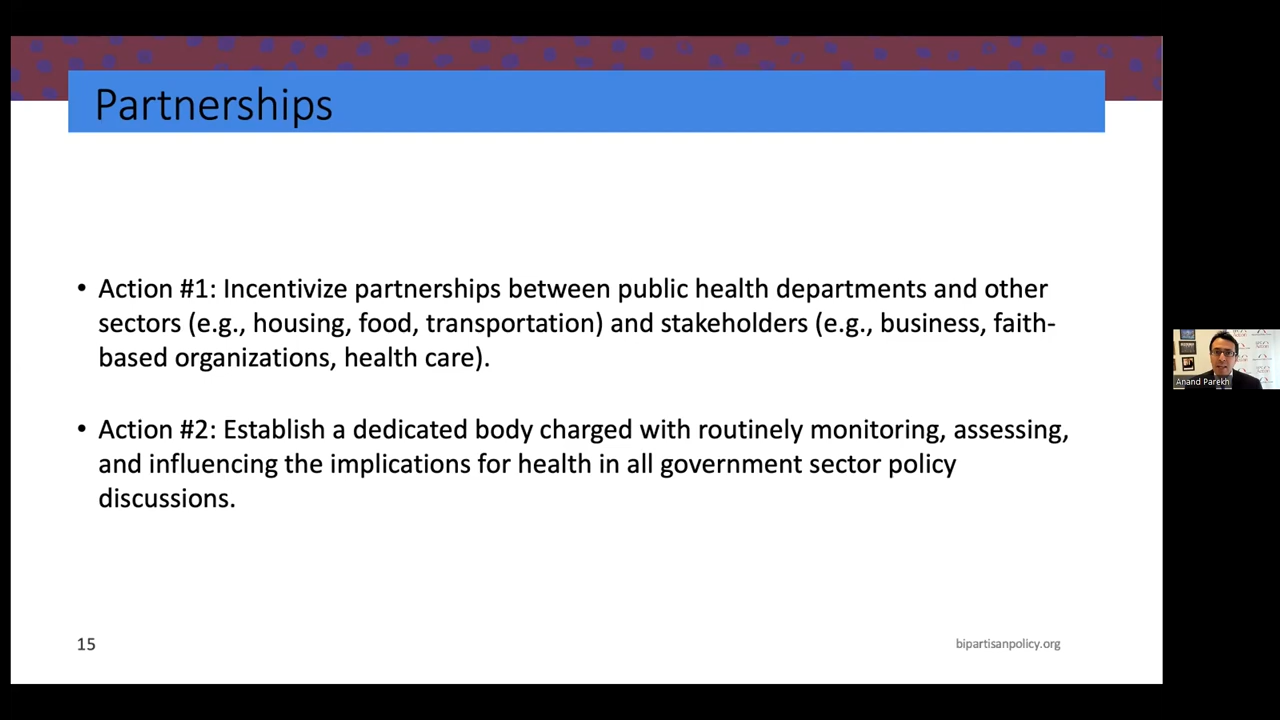 Partnerships
• Action #1: Incentivize partnerships between public health departments and other
sectors (e.g., housing, food, transportation) and stakeholders (e.g., business, faith-
based organizations, health care).
• Action #2: Establish a dedicated body charged with routinely monitoring, assessing,
and influencing the implications for health in all government sector policy
discussions.
Anand Parekh
15
bipartisanpolicy.org